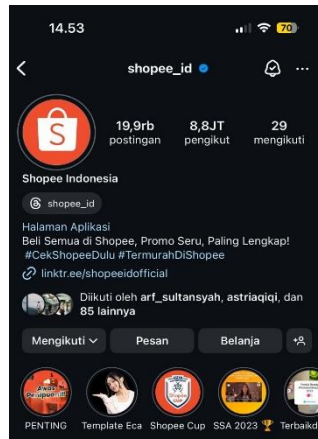 14.53
70
shopee_id
19,9rb 8,8JT 29
postingan pengikut mengikuti
Shopee Indonesia
shopee_id
Halaman Aplikasi
Beli Semua di Shopee, Promo Seru, Paling Lengkap!
#CekShopeeDulu #TermurahDiShopee
linktr.ee/shopeeidofficial
Diikuti oleh arf_sultansyah, astriaqiqi, dan
85 lainnya
Mengikuti Pesan Belanja
PENTING Template Eca Shopee Cup SSA 2023 🏆 Terbaikd